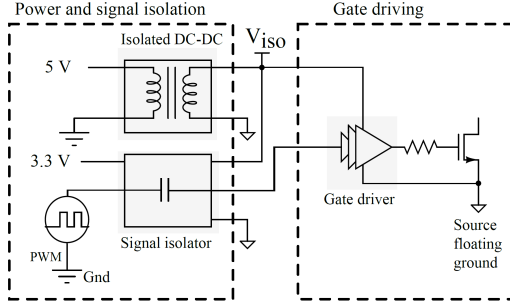 Power and signal isolation
Gate driving
Isolated DC-DC
Viso
5 V
3.3 V
Gate driver
Source
floating
ground
Signal isolator
PWM
Gnd